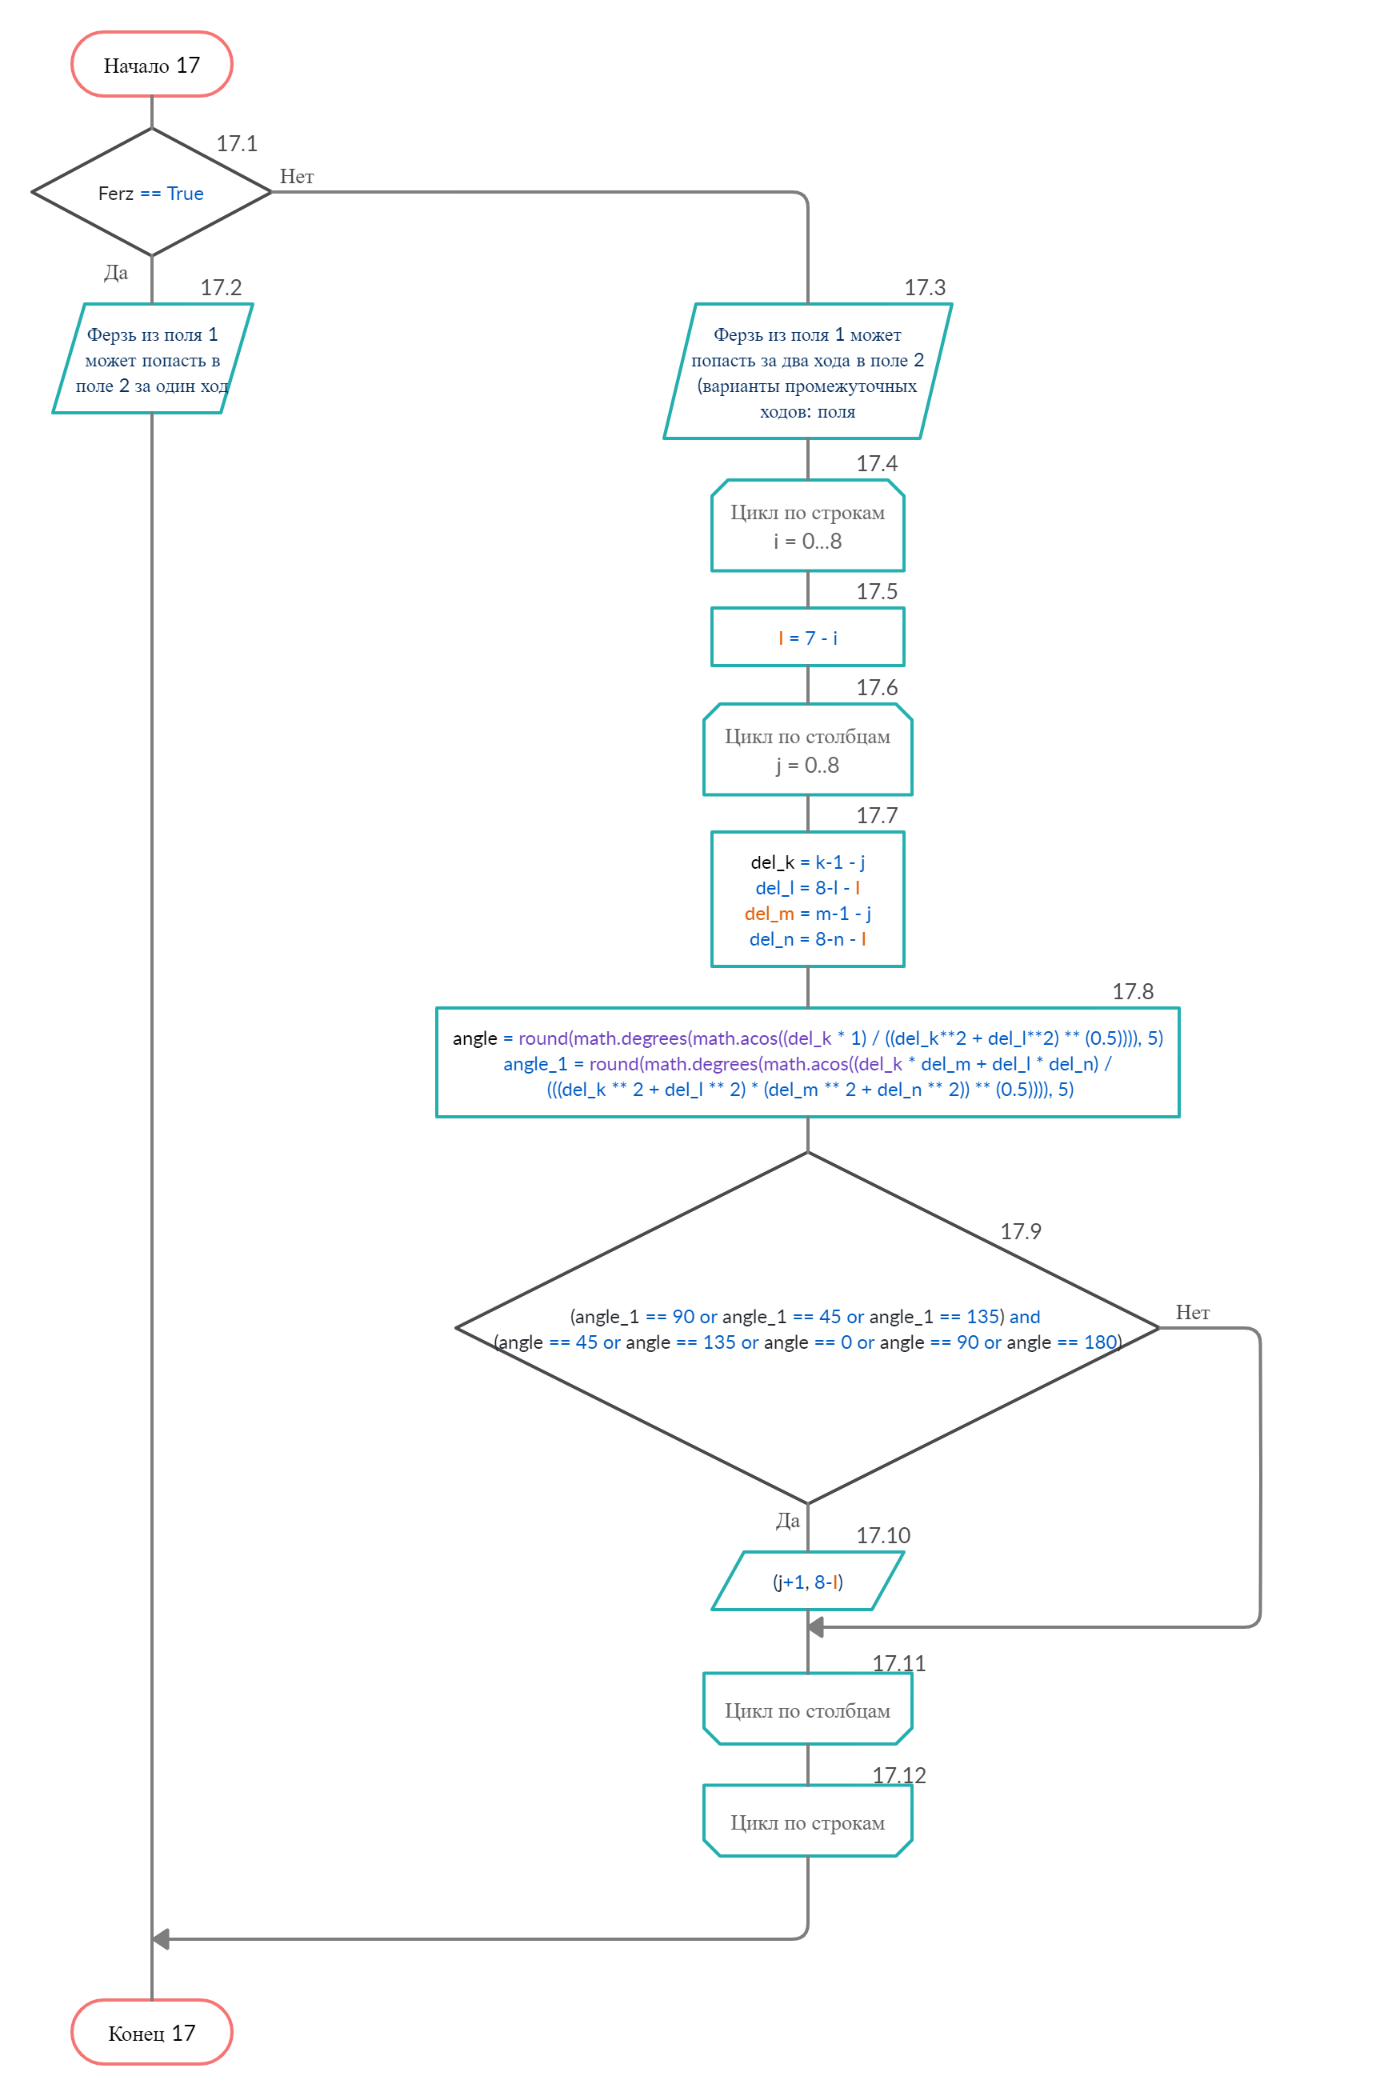 Начало 17
17.1
Ferz == True
Нет
Да
17.2
Ферзь из поля 1
может попасть в
поле 2 за один ход
17.3
Ферзь из поля 1 может
попасть за два хода в поле 2
(варианты промежуточных
ходов: поля
17.4
Цикл по строкам
i = 0...8
17.5
I = 7 - i
17.6
Цикл по столбцам
j = 0..8
17.7
del_k = k-1 - j
del_l = 8-l - I
del_m = m-1 - j
del_n = 8-n - I
17.8
angle = round(math.degrees(math.acos((del_k * 1) / ((del_k**2 + del_l**2) ** (0.5)))), 5)
angle_1 = round(math.degrees(math.acos((del_k * del_m + del_l * del_n) /
(((del_k ** 2 + del_l ** 2) * (del_m ** 2 + del_n ** 2)) ** (0.5)))), 5)
17.9
(angle_1 == 90 or angle_1 == 45 or angle_1 == 135) and
(angle == 45 or angle == 135 or angle == 0 or angle == 90 or angle == 180)
Нет
Да
17.10
(j+1, 8-I)
17.11
Цикл по столбцам
17.12
Цикл по строкам
Конец 17